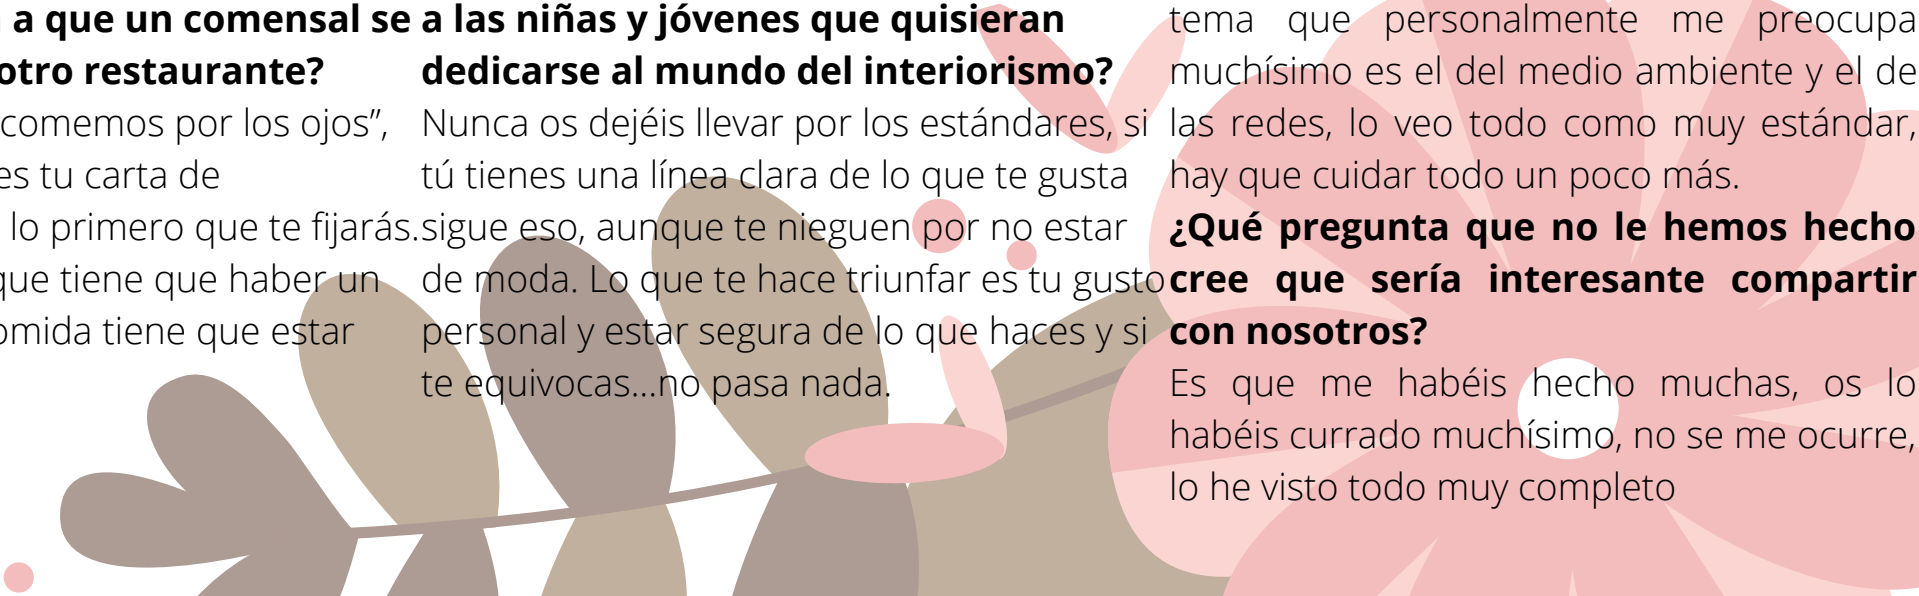 a que un comensal se
otro restaurante?
comemos por los ojos”,
es tu carta de
lo primero que te fijarás.
que tiene que haber un
omida tiene que estar
a las niñas y jóvenes que quisieran
dedicarse al mundo del interiorismo?
Nunca os dejéis llevar por los estándares, si
tú tienes una línea clara de lo que te gusta
sigue eso, aunque te nieguen por no estar
de moda. Lo que te hace triunfar es tu gusto
personal y estar segura de lo que haces y si
te equivocas...no pasa nada.
tema que personalmente me preocupa
muchísimo es el del medio ambiente y el de
las redes, lo veo todo como muy estándar,
hay que cuidar todo un poco más.
¿Qué pregunta que no le hemos hecho
cree que sería interesante compartir
con nosotros?
Es que me habéis hecho muchas, os lo
habéis currado muchísimo, no se me ocurre,
lo he visto todo muy completo